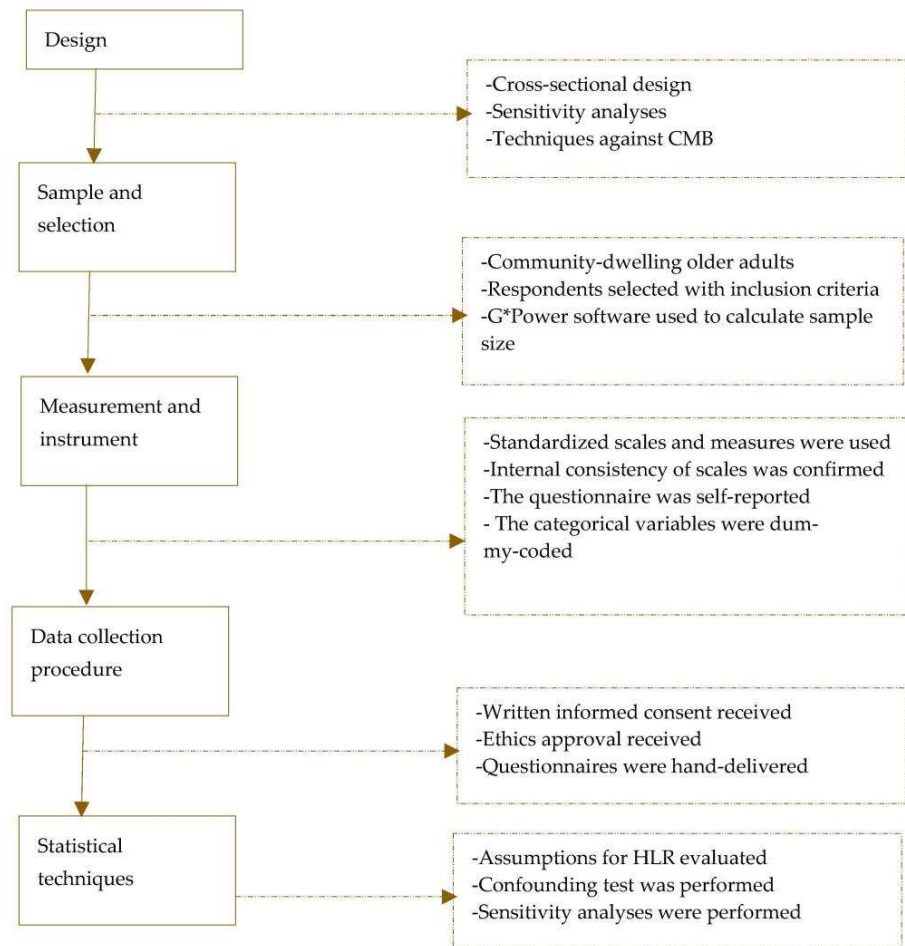 Design
-Cross-sectional design
-Sensitivity analyses
-Techniques against CMB
Sample and
selection
-Community-dwelling older adults
-Respondents selected with inclusion criteria
-G*Power software used to calculate sample
size
Measurement and
instrument
-Standardized scales and measures were used
-Internal consistency of scales was confirmed
-The questionnaire was self-reported
- The categorical variables were dum-
my-coded
Data collection
procedure
-Written informed consent received
-Ethics approval received
-Questionnaires were hand-delivered
Statistical
techniques
-Assumptions for HLR evaluated
-Confounding test was performed
-Sensitivity analyses were performed